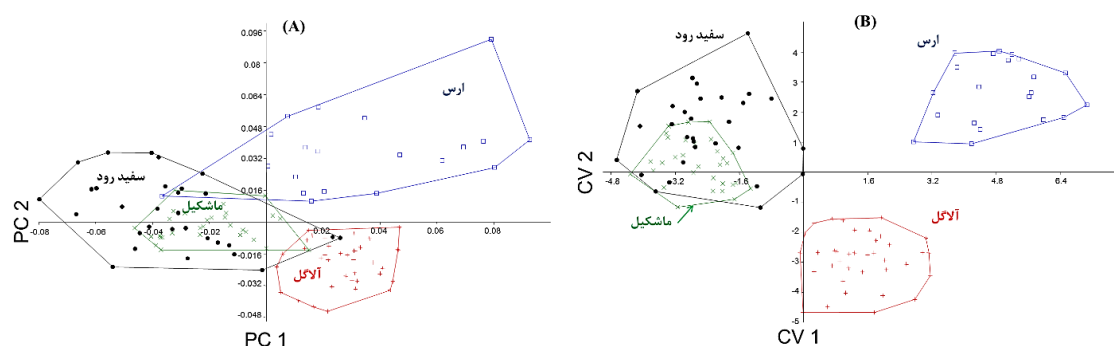 (A)
0.096
0.08
0.064
0.048
0.032
0.016
-0.08
-0.06
-0.04
-0.02
0.02
0.04
0.06
0.08
-0.016
-0.032
-0.048
PC 2
PC 1
ارس
سفید رود
ماشکیل
آلاگل
(B)
4
3
2
1
-4.8
-3.2
-1.6
1.6
3.2
4.8
6.4
-1
-2
-3
-4
-5
CV 2
CV 1
سفید رود
ارس
ماشکیل
آلاگل